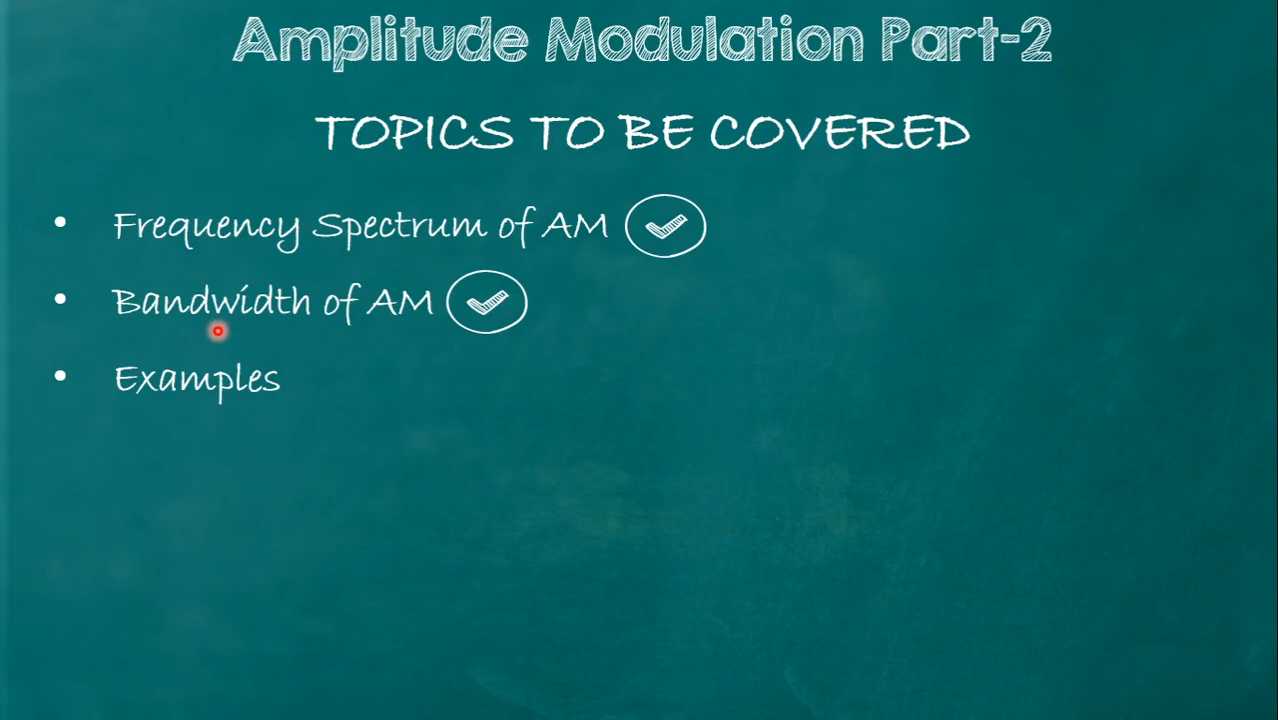 Amplitude Modulation Part-2
TOPICS TO BE COVERED
• Frequency Spectrum of AM
• Bandwidth of AM
• Examples